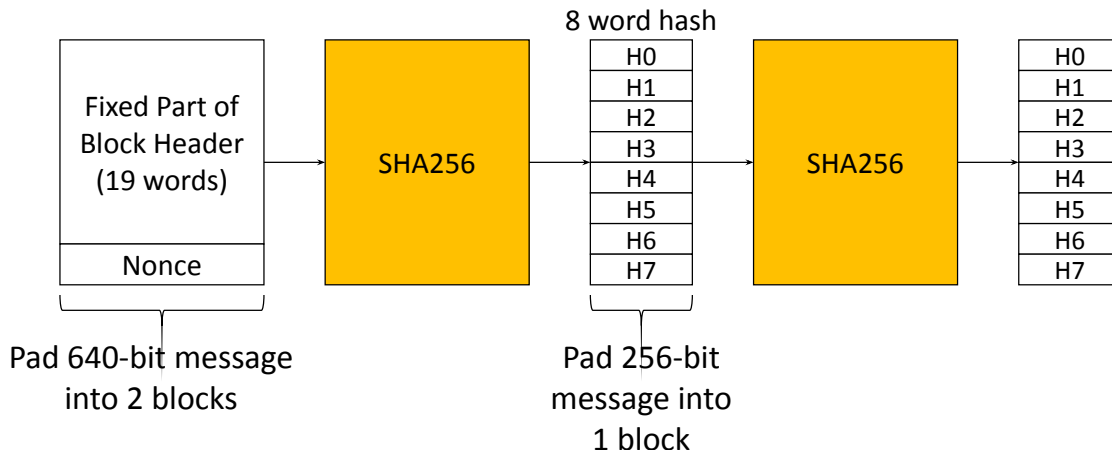 8 word hash
Fixed Part of
Block Header
(19 words)
Nonce
SHA256
H0
H1
H2
H3
H4
H5
H6
H7
SHA256
H0
H1
H2
H3
H4
H5
H6
H7
Pad 640-bit message
into 2 blocks
Pad 256-bit
message into
1 block